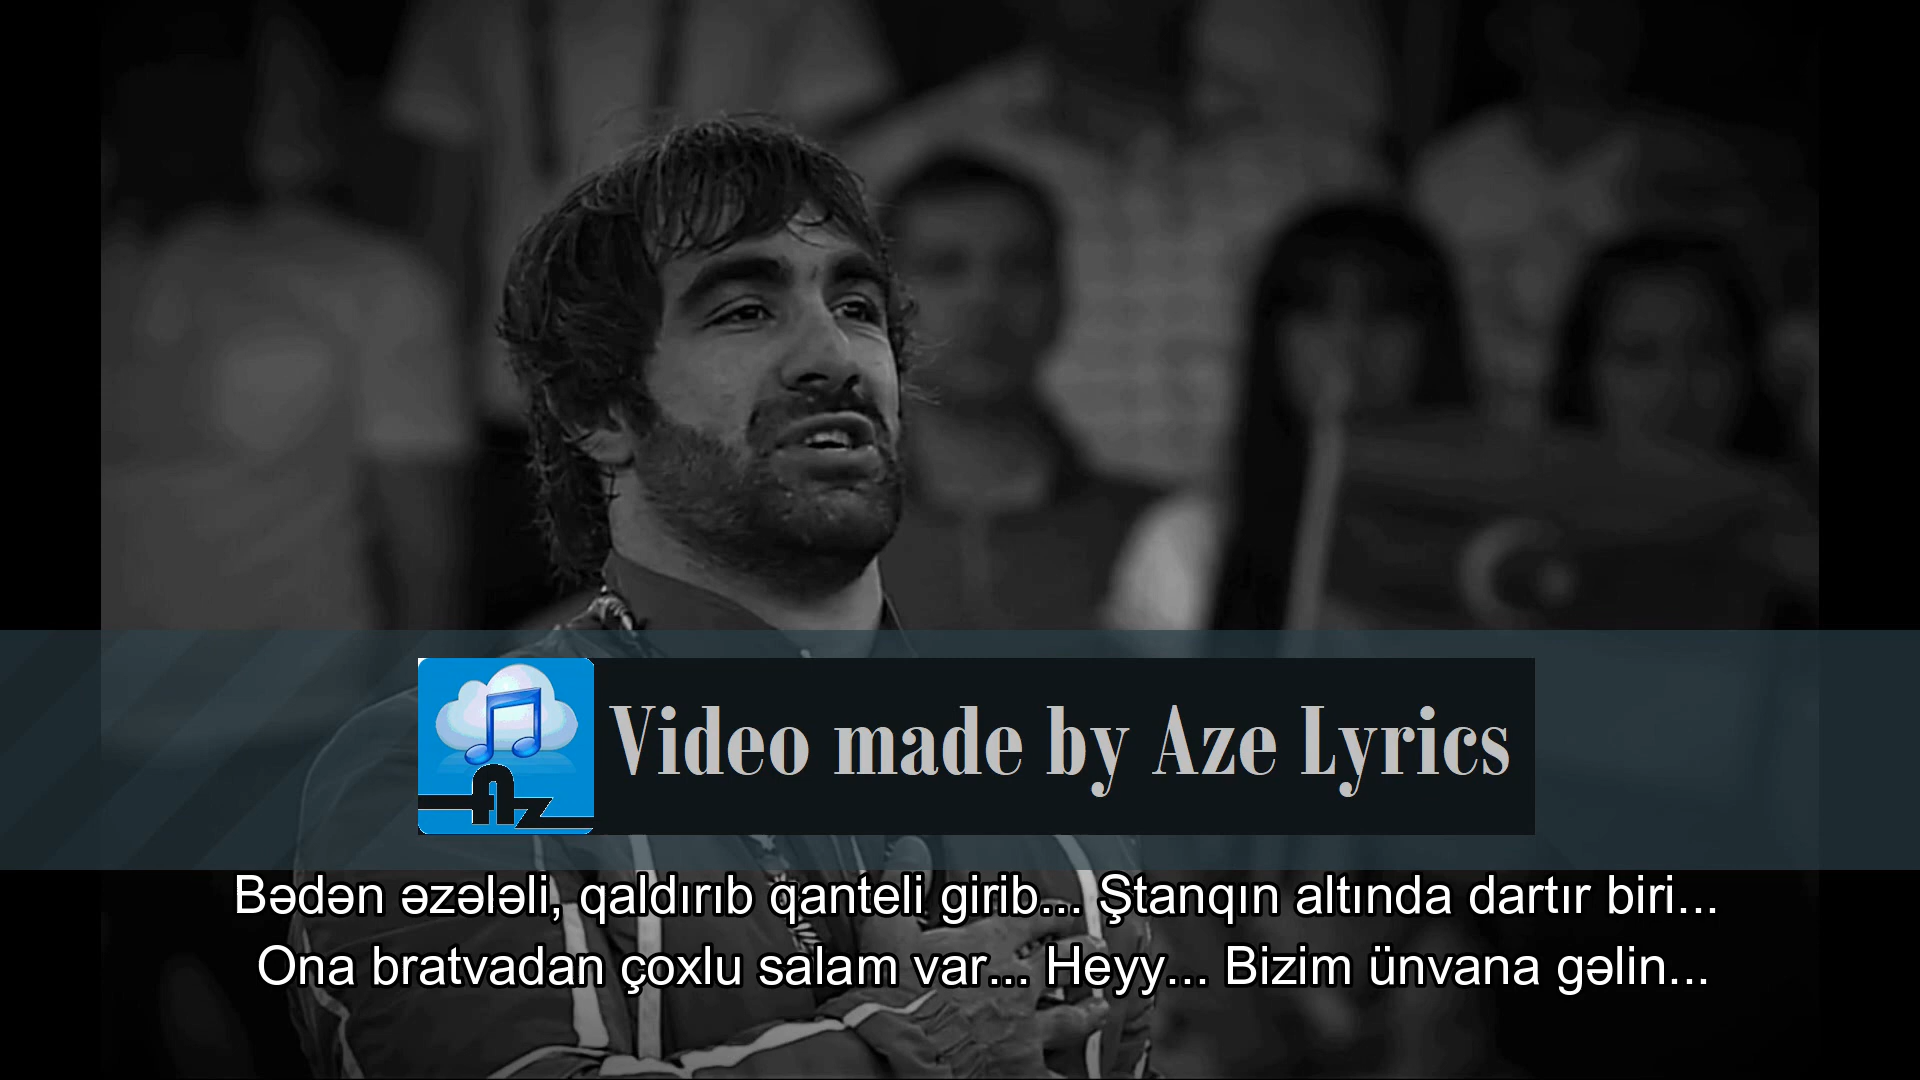 Video made by Aze Lyrics
Az
Bədən əzələli, qaldırıb qanteli girib... Ştanqın altında dartır biri...
Ona bratvadan çoxlu salam var... Heyy... Bizim ünvana gəlin...